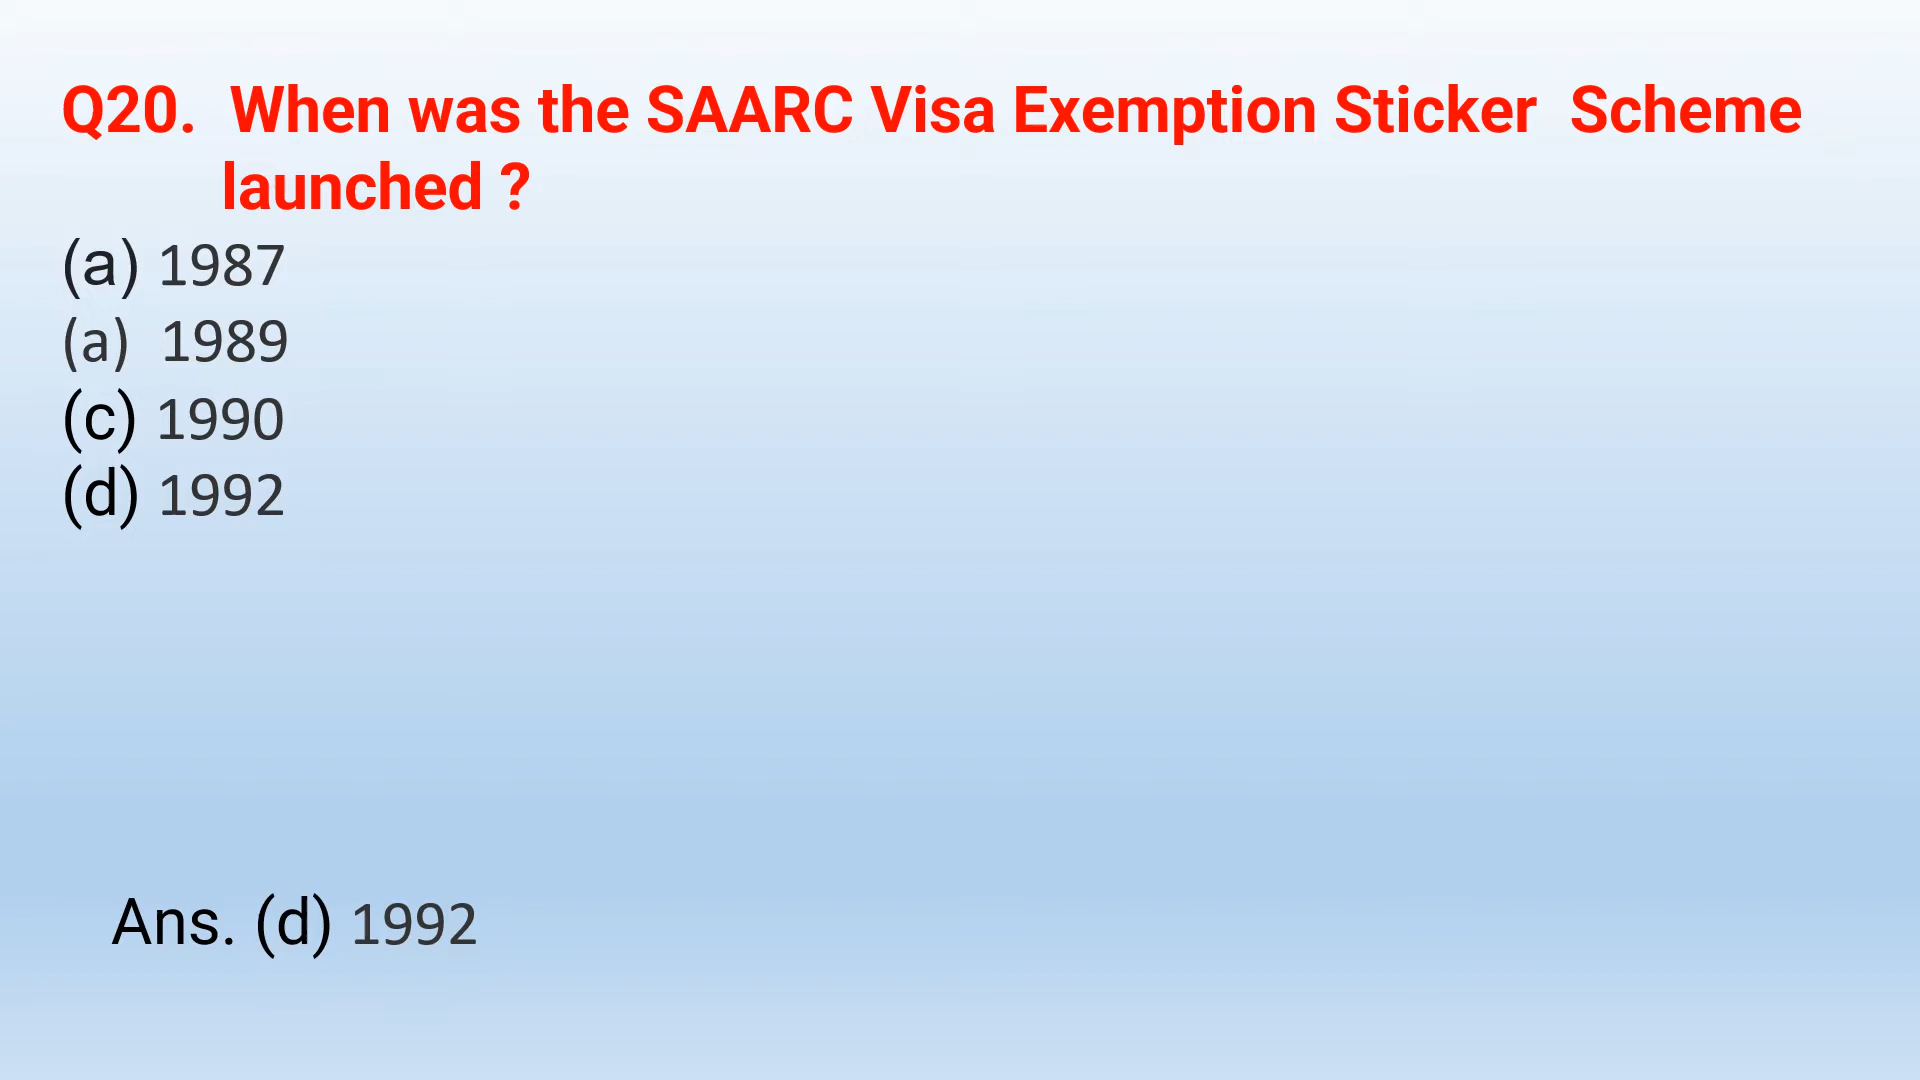 Q20. When was the SAARC Visa Exemption Sticker Scheme
launched ?
(a) 1987
(a) 1989
(c) 1990
(d) 1992
Ans. (d) 1992